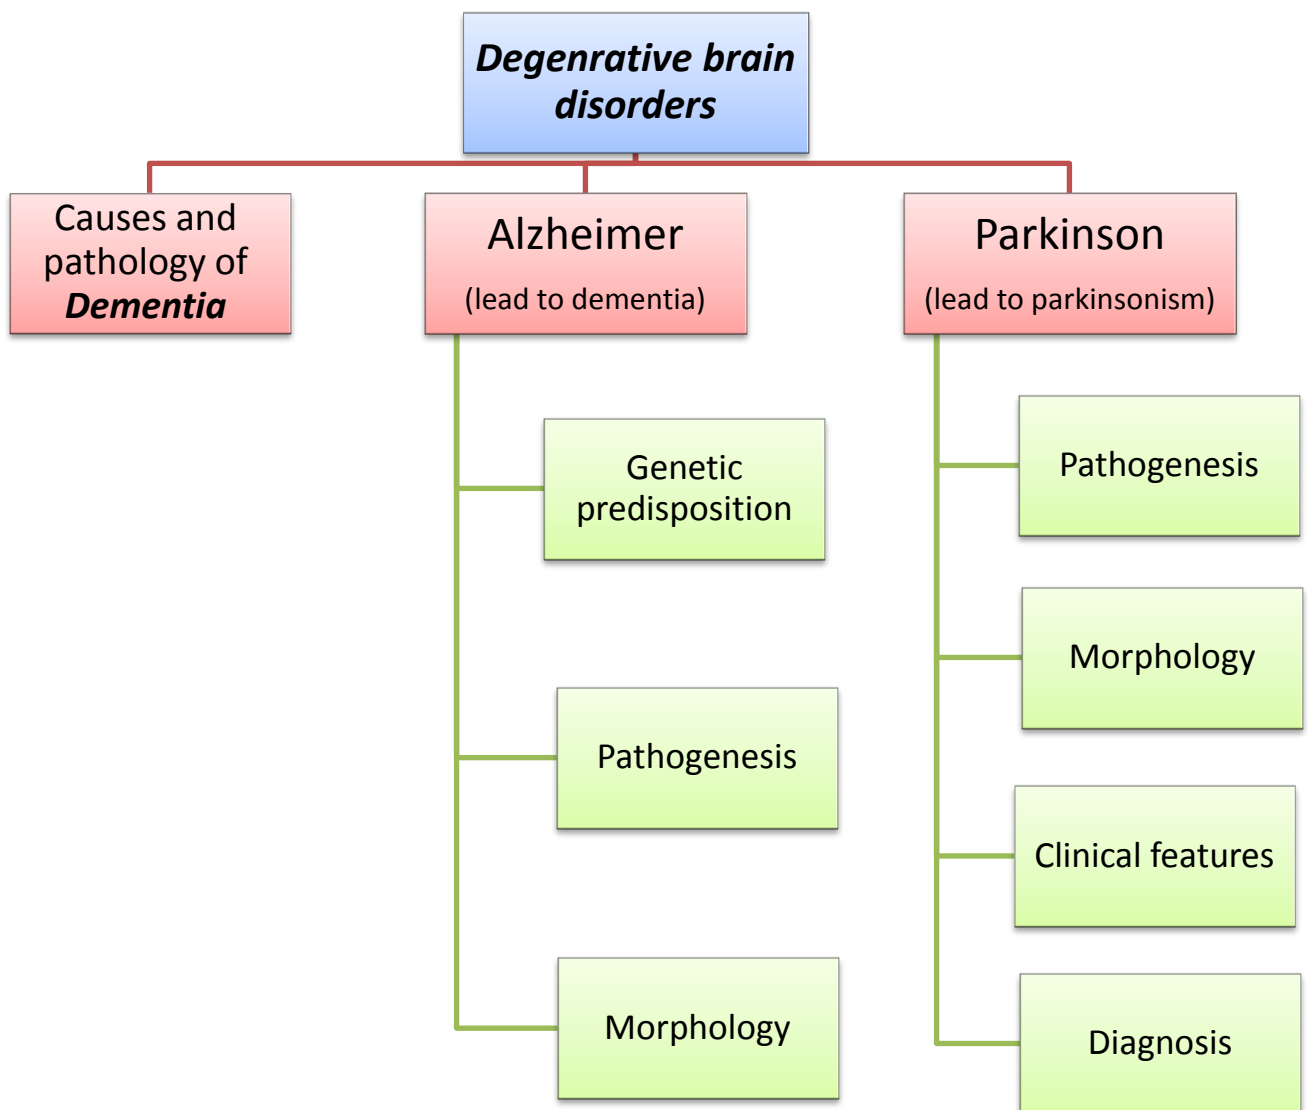 Degenrative brain
disorders
Causes and
pathology of
Dementia
Alzheimer
(lead to dementia)
Parkinson
(lead to parkinsonism)
Genetic
predisposition
Pathogenesis
Morphology
Pathogenesis
Morphology
Clinical features
Diagnosis